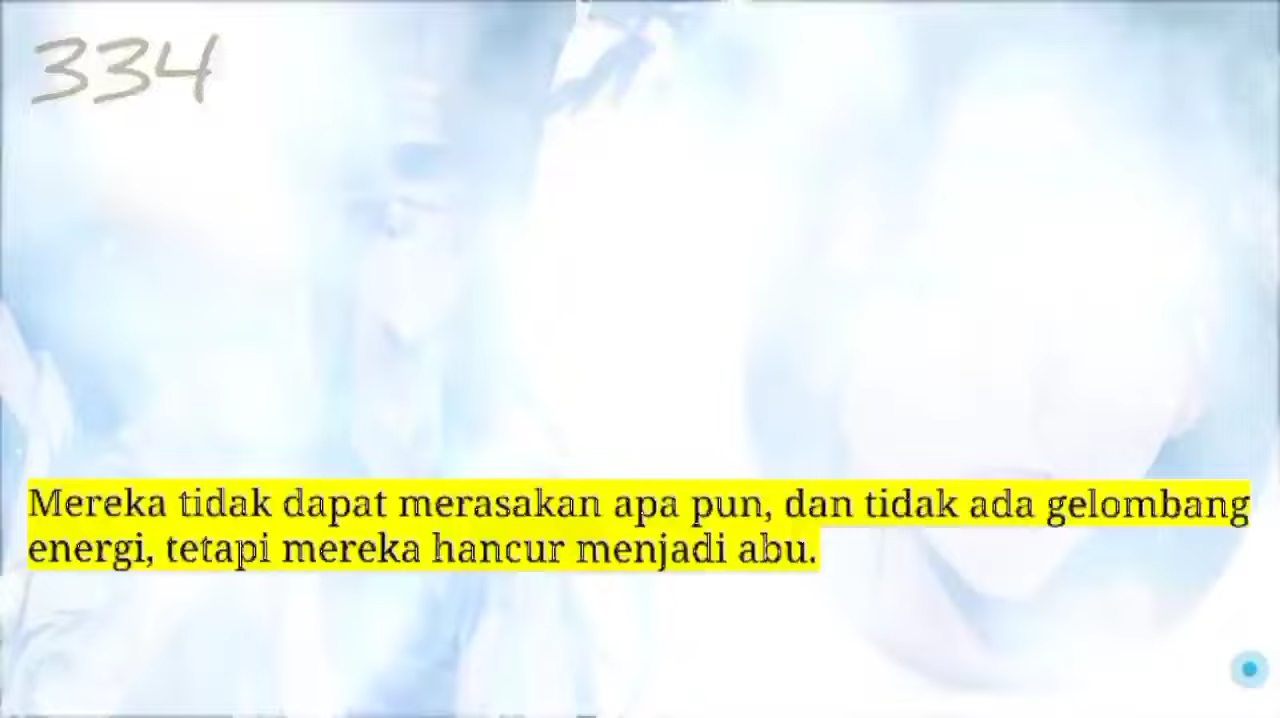 334
Mereka tidak dapat merasakan apa pun, dan tidak ada gelombang
energi, tetapi mereka hancur menjadi abu.